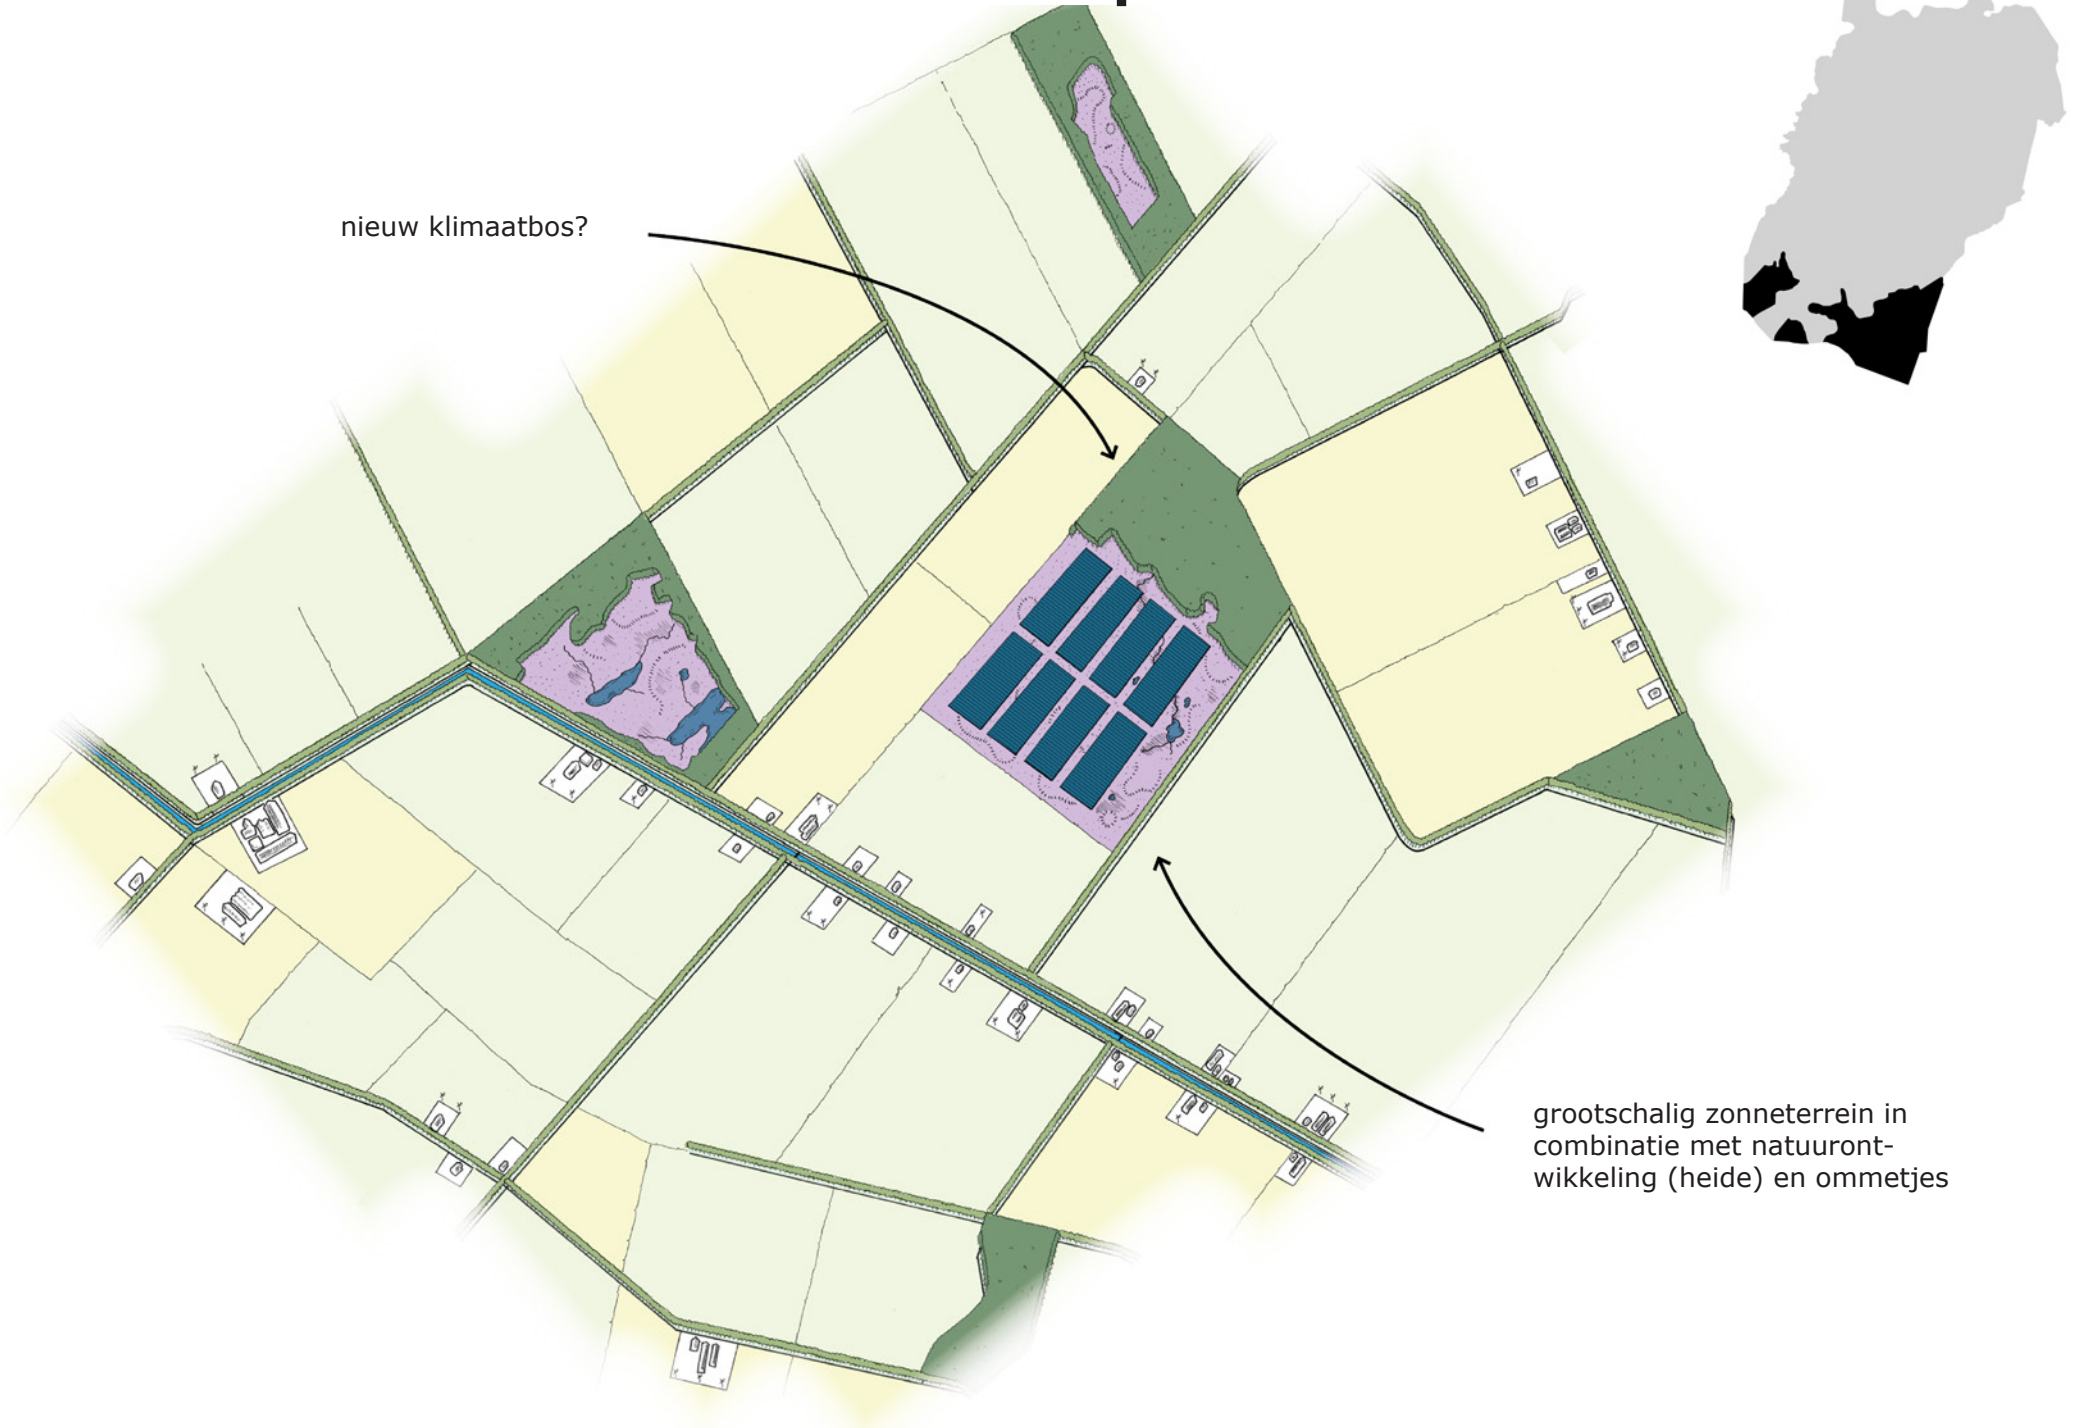 nieuw klimaatbos?
grootschalig zonneterrein in
combinatie met natuuront-
wikkeling (heide) en ommetjes